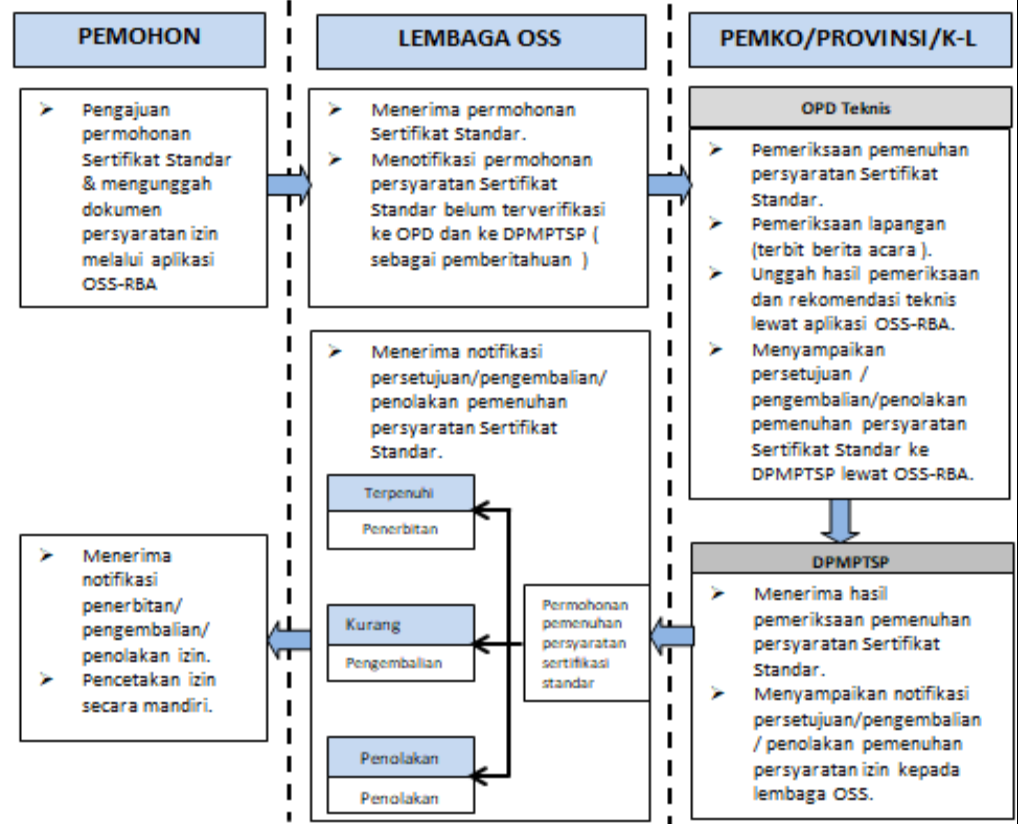 PEMOHON
LEMBAGA OSS
PEMKO/PROVINSI/K-L
➢ Pengajuan
permohonan
Sertifikat Standar
& mengunggah
dokumen
persyaratan izin
melalui aplikasi
OSS-RBA
➢ Menerima permohonan
Sertifikat Standar.
➢ Menotifikasi permohonan
persyaratan Sertifikat
Standar belum terverifikasi
ke OPD dan ke DPMPTSP (
sebagai pemberitahuan )
OPD Teknis
➢ Pemeriksaan pemenuhan
persyaratan Sertifikat
Standar.
➢ Pemeriksaan lapangan
(terbit berita acara ).
➢ Unggah hasil pemeriksaan
dan rekomendasi teknis
lewat aplikasi OSS-RBA.
➢ Menyampaikan
persetujuan /
pengembalian/penolakan
pemenuhan persyaratan
Sertifikat Standar ke
DPMPTSP lewat OSS-RBA.
DPMPTSP
➢ Menerima hasil
pemeriksaan pemenuhan
persyaratan Sertifikat
Standar.
➢ Menyampaikan notifikasi
persetujuan/pengembalian
/ penolakan pemenuhan
persyaratan izin kepada
lembaga OSS.
➢ Menerima notifikasi
persetujuan/pengembalian/
penolakan pemenuhan
persyaratan Sertifikat
Standar.
Terpenuhi
Penerbitan
Kurang
Pengembalian
Penolakan
Penolakan
Permohonan
pemenuhan
persyaratan
sertifikasi
standar
➢ Menerima
notifikasi
penerbitan/
pengembalian/
penolakan izin.
➢ Pencetakan izin
secara mandiri.